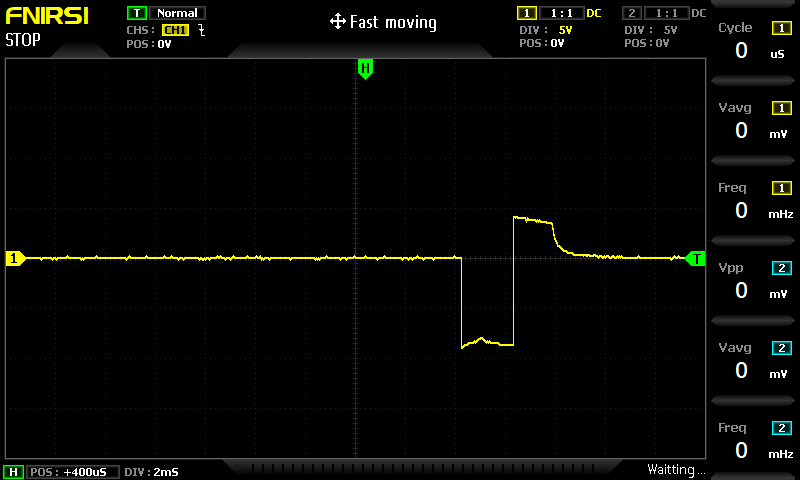 FNIRSI
STOP
T Normal
CHS: CH1
POS: 0V
Fast moving
1 1:1 DC
DIV: 5V
POS: 0V
2 1:1 DC
DIV: 5V
POS: 0V
H
1
T
Cycle 1
0 uS
Vavg 1
0 mV
Freq 1
0 mHz
Vpp 2
0 mV
Vavg 2
0 mV
Freq 2
0 mHz
H POS: +400uS DIV: 2mS
Waitting...